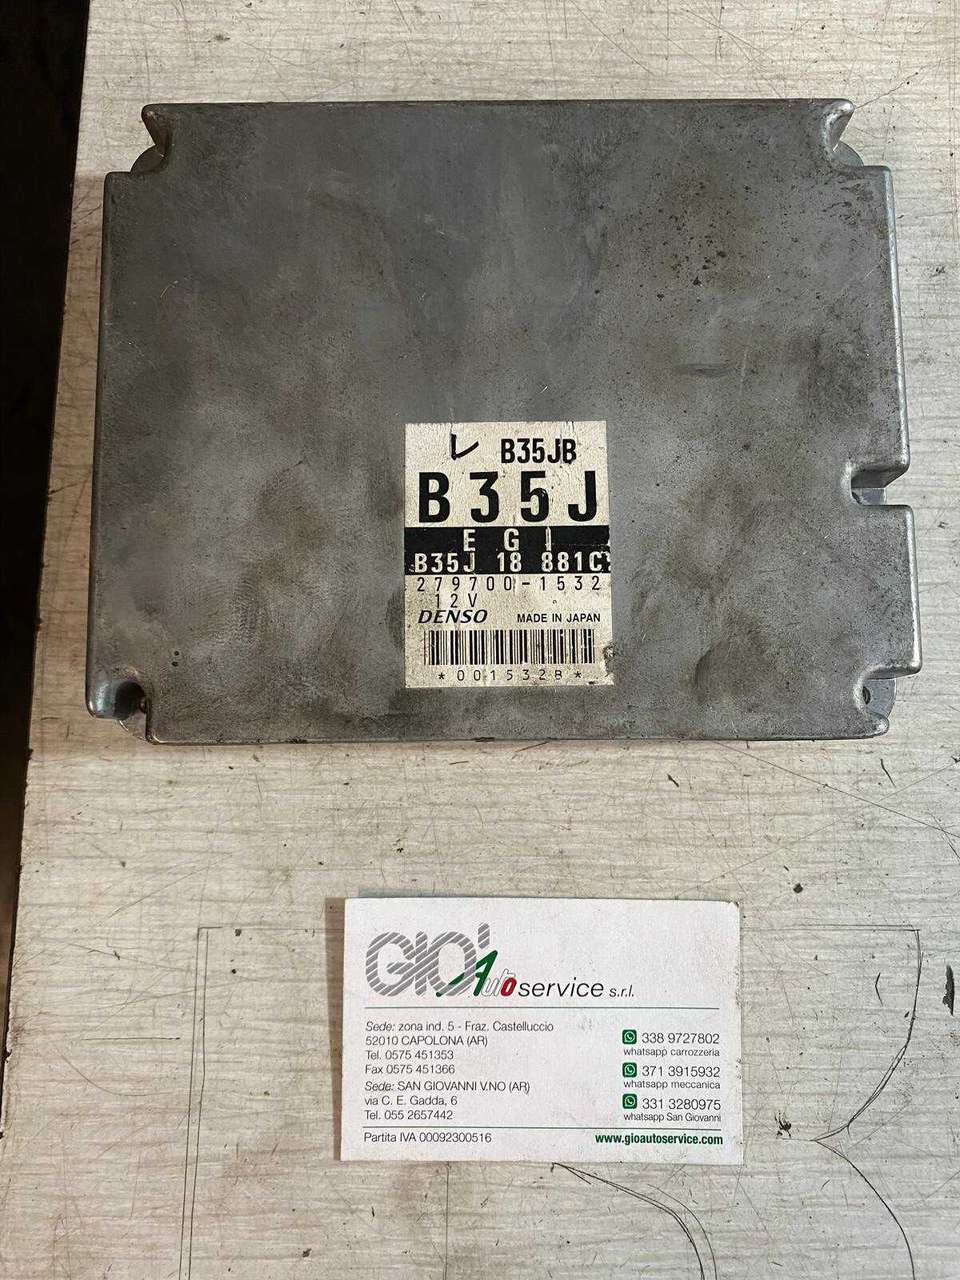 レ B35JB
B35J
EGI
B35J 18 881C
279700-1532
12V
DENSO MADE IN JAPAN
*001532B*
GIO' Auto service s.r.l.
Sede: zona ind. 5 - Fraz. Castelluccio
52010 CAPOLONA (AR)
Tel. 0575 451353
Fax 0575 451366
Sede: SAN GIOVANNI V.NO (AR)
via C. E. Gadda, 6
Tel. 055 2657442
338 9727802
whatsapp carrozzeria
371 3915932
whatsapp meccanica
331 3280975
whatsapp San Giovanni
Partita IVA 00092300516
www.gioautoservice.com